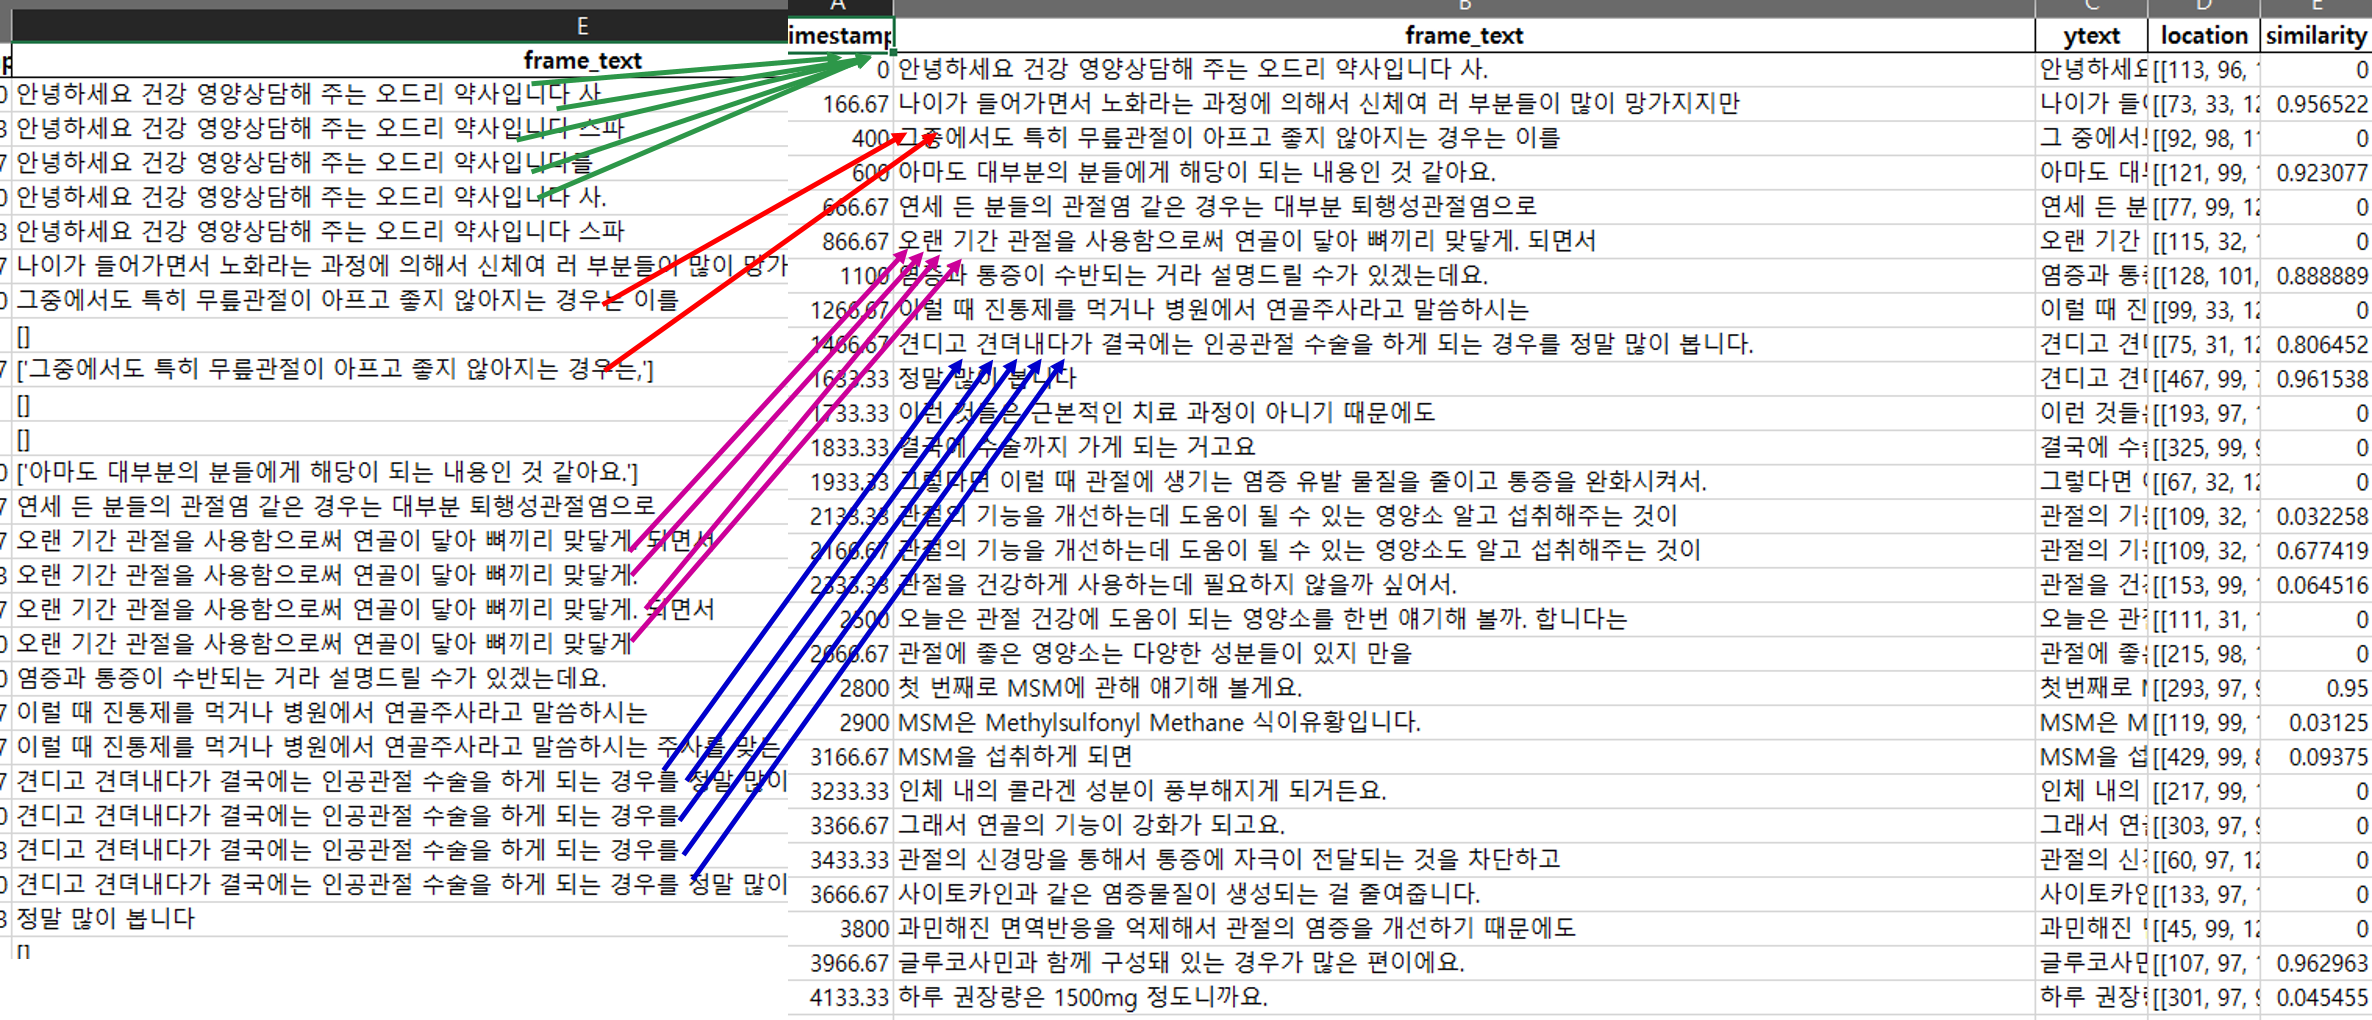 E
frame_text
안녕하세요 건강 영양상담해 주는 오드리 약사입니다 사
안녕하세요 건강 영양상담해 주는 오드리 약사입니다 스파
안녕하세요 건강 영양상담해 주는 오드리 약사입니다를
안녕하세요 건강 영양상담해 주는 오드리 약사입니다 사.
안녕하세요 건강 영양상담해 주는 오드리 약사입니다 스파
나이가 들어가면서 노화라는 과정에 의해서 신체여 러 부분들이 많이 망가
그중에서도 특히 무릎관절이 아프고 좋지 않아지는 경우는 이를
[]
['그중에서도 특히 무릎관절이 아프고 좋지 않아지는 경우는,']
[]
[]
['아마도 대부분의 분들에게 해당이 되는 내용인 것 같아요.']
연세 든 분들의 관절염 같은 경우는 대부분 퇴행성관절염으로
오랜 기간 관절을 사용함으로써 연골이 닿아 뼈끼리 맞닿게. 되면서
오랜 기간 관절을 사용함으로써 연골이 닿아 뼈끼리 맞닿게.
오랜 기간 관절을 사용함으로써 연골이 닿아 뼈끼리 맞닿게. 되면서
오랜 기간 관절을 사용함으로써 연골이 닿아 뼈끼리 맞닿게
염증과 통증이 수반되는 거라 설명드릴 수가 있겠는데요.
이럴 때 진통제를 먹거나 병원에서 연골주사라고 말씀하시는
이럴 때 진통제를 먹거나 병원에서 연골주사라고 말씀하시는 주사를 맞는
견디고 견뎌내다가 결국에는 인공관절 수술을 하게 되는 경우를 정말 많이
견디고 견뎌내다가 결국에는 인공관절 수술을 하게 되는 경우를
견디고 견텨내다가 결국에는 인공관절 수술을 하게 되는 경우를
견디고 견뎌내다가 결국에는 인공관절 수술을 하게 되는 경우를 정말 많이
정말 많이 봅니다
[]
A B C D E
imestamp frame_text ytext location similarity
0 안녕하세요 건강 영양상담해 주는 오드리 약사입니다 사. 안녕하세요 [[113, 96, 0
166.67 나이가 들어가면서 노화라는 과정에 의해서 신체여 러 부분들이 많이 망가지지만 나이가 들 [[73, 33, 12 0.956522
400 그중에서도 특히 무릎관절이 아프고 좋지 않아지는 경우는 이를 그 중에서 [[92, 98, 1 0
600 아마도 대부분의 분들에게 해당이 되는 내용인 것 같아요. 아마도 대 [[121, 99, 0.923077
666.67 연세 든 분들의 관절염 같은 경우는 대부분 퇴행성관절염으로 연세 든 분 [[77, 99, 12 0
866.67 오랜 기간 관절을 사용함으로써 연골이 닿아 뼈끼리 맞닿게. 되면서 오랜 기간 [[115, 32, 0
1100 염증과 통증이 수반되는 거라 설명드릴 수가 있겠는데요. 염증과 통 [[128, 101, 0.888889
1266.67 이럴 때 진통제를 먹거나 병원에서 연골주사라고 말씀하시는 이럴 때 진 [[99, 33, 12 0
1466.67 견디고 견뎌내다가 결국에는 인공관절 수술을 하게 되는 경우를 정말 많이 봅니다. 견디고 견 [[75, 31, 12 0.806452
1633.33 정말 많이 봅니다 견디고 견 [[467, 99, 0.961538
1733.33 이런 것들은 근본적인 치료 과정이 아니기 때문에도 이런 것들 [[193, 97, 0
1833.33 결국에 수술까지 가게 되는 거고요 결국에 수 [[325, 99, 0
1933.33 그렇다면 이럴 때 관절에 생기는 염증 유발 물질을 줄이고 통증을 완화시켜서. 그렇다면 [[67, 32, 12 0
2133.33 관절의 기능을 개선하는데 도움이 될 수 있는 영양소 알고 섭취해주는 것이 관절의 기 [[109, 32, 0.032258
2166.67 관절의 기능을 개선하는데 도움이 될 수 있는 영양소도 알고 섭취해주는 것이 관절의 기 [[109, 32, 0.677419
2333.33 관절을 건강하게 사용하는데 필요하지 않을까 싶어서. 관절을 건 [[153, 99, 0.064516
2500 오늘은 관절 건강에 도움이 되는 영양소를 한번 얘기해 볼까. 합니다는 오늘은 관 [[111, 31, 0
2666.67 관절에 좋은 영양소는 다양한 성분들이 있지 만을 관절에 좋 [[215, 98, 0
2800 첫 번째로 MSM에 관해 얘기해 볼게요. 첫번째로 [[293, 97, 0.95
2900 MSM은 Methylsulfonyl Methane 식이유황입니다. MSM은 M [[119, 99, 0.03125
3166.67 MSM을 섭취하게 되면 MSM을 섭 [[429, 99, 0.09375
3233.33 인체 내의 콜라겐 성분이 풍부해지게 되거든요. 인체 내의 [[217, 99, 0
3366.67 그래서 연골의 기능이 강화가 되고요. 그래서 연 [[303, 97, 0
3433.33 관절의 신경망을 통해서 통증에 자극이 전달되는 것을 차단하고 관절의 신 [[60, 97, 12 0
3666.67 사이토카인과 같은 염증물질이 생성되는 걸 줄여줍니다. 사이토카인 [[133, 97, 0
3800 과민해진 면역반응을 억제해서 관절의 염증을 개선하기 때문에도 과민해진 [[45, 99, 12 0
3966.67 글루코사민과 함께 구성돼 있는 경우가 많은 편이에요. 글루코사민 [[107, 97, 0.962963
4133.33 하루 권장량은 1500mg 정도니까요. 하루 권장 [[301, 97, 0.045455